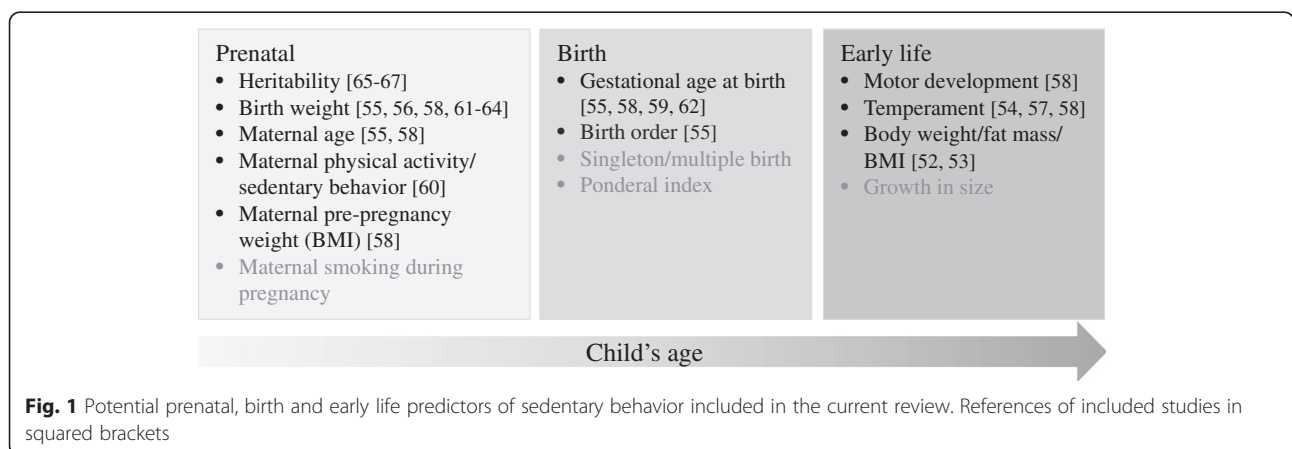 Prenatal
• Heritability [65-67]
• Birth weight [55, 56, 58, 61-64]
• Maternal age [55, 58]
• Maternal physical activity/
sedentary behavior [60]
• Maternal pre-pregnancy
weight (BMI) [58]
• Maternal smoking during
pregnancy
Birth
• Gestational age at birth
[55, 58, 59, 62]
• Birth order [55]
• Singleton/multiple birth
• Ponderal index
Early life
• Motor development [58]
• Temperament [54, 57, 58]
• Body weight/fat mass/
BMI [52, 53]
• Growth in size
Child's age
Fig. 1 Potential prenatal, birth and early life predictors of sedentary behavior included in the current review. References of included studies in
squared brackets